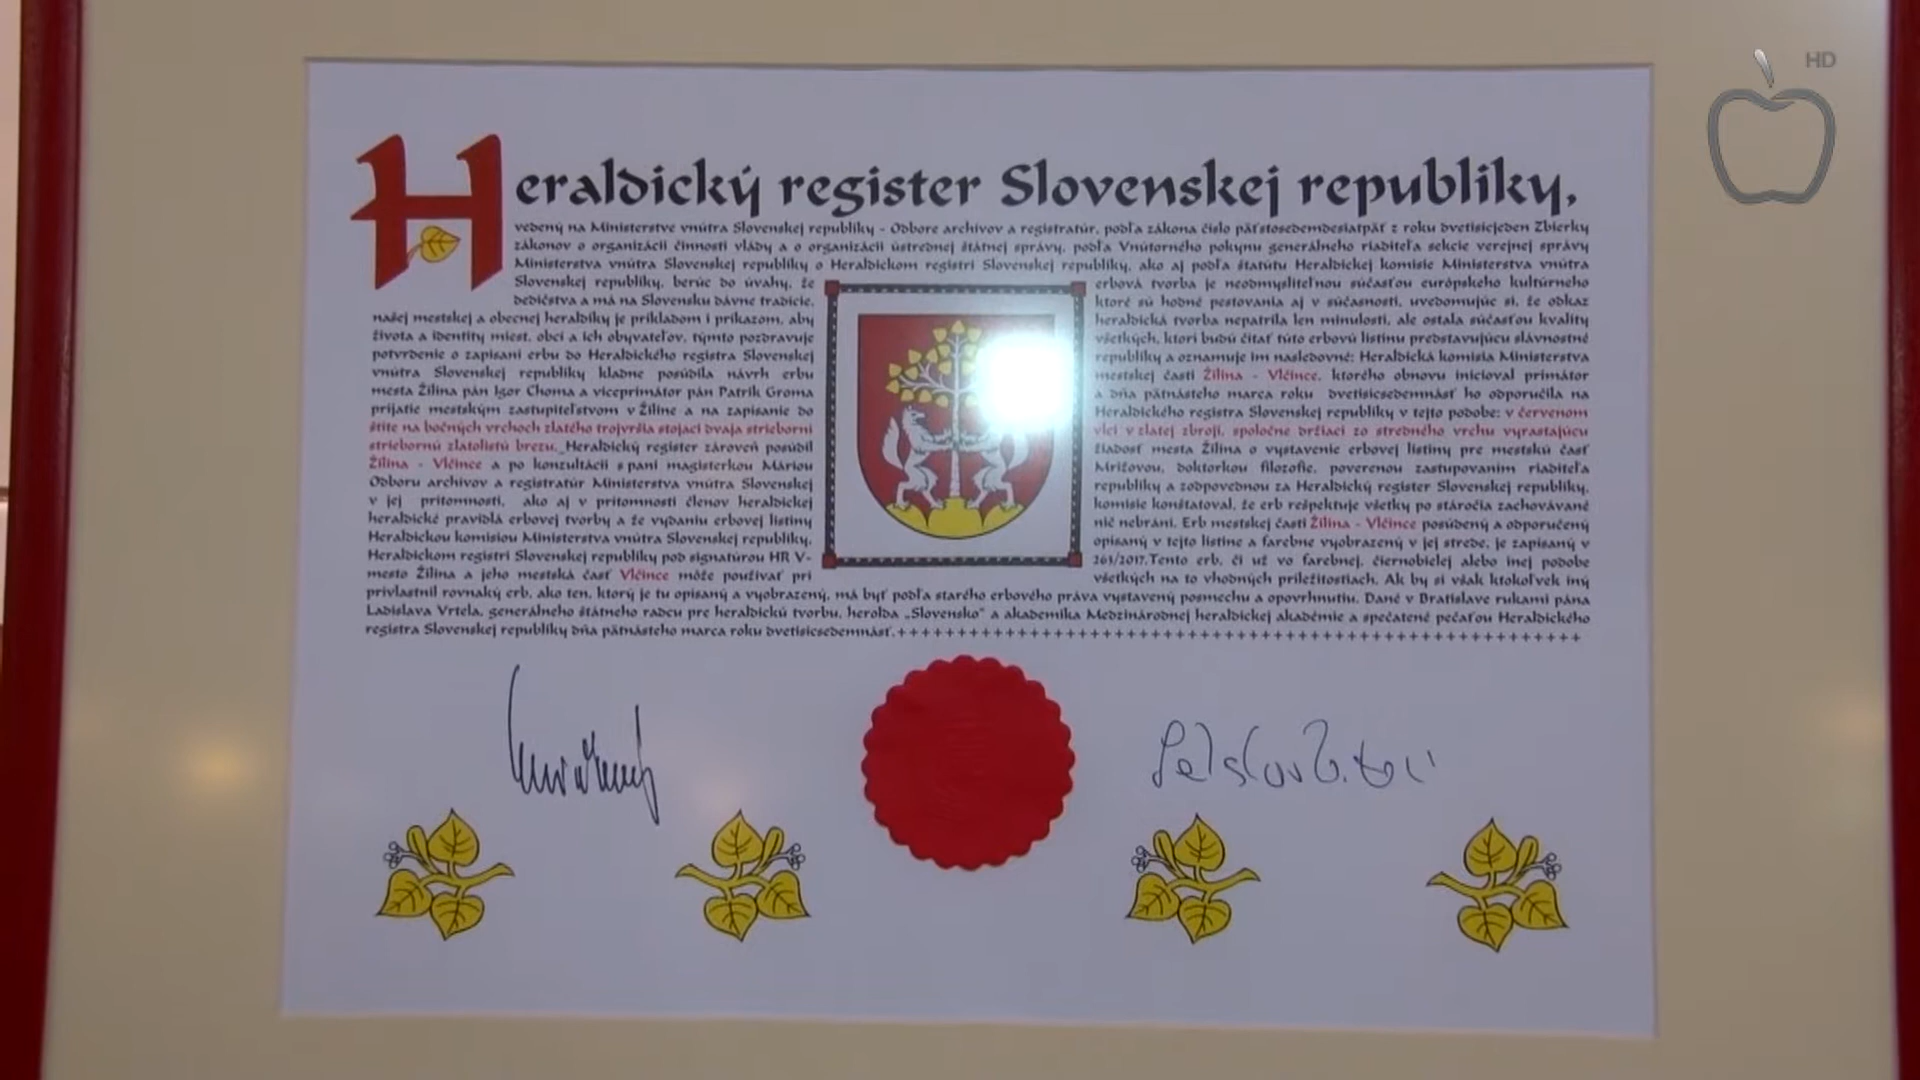 HD
Heraldický register Slovenskej republiky,
vedený na Ministerstve vnútra Slovenskej republiky - Odbore archívov a registratúr, podľa zákona číslo päťstosedemdesiatpäť z roku dvetisícjeden Zbierky
zákonov o organizácii činnosti vlády a o organizácii ústrednej štátnej správy, podľa Vnútorného pokynu generálneho riaditeľa sekcie verejnej správy
Ministerstva vnútra Slovenskej republiky o Heraldickom registri Slovenskej republiky, ako aj podľa štatútu Heraldickej komisie Ministerstva vnútra
Slovenskej republiky, berúc do úvahy, že erbová tvorba je neodmysliteľnou súčasťou európskeho kultúrneho
dedičstva a má na Slovensku dávne tradície, ktoré sú hodné pestovania aj v súčasnosti, uvedomujúc si, že odkaz
našej mestskej a obecnej heraldiky je príkladom i príkazom, aby heraldická tvorba nepatrila len minulosti, ale ostala súčasťou kvality
života a identity miest, obcí a ich obyvateľov, týmto pozdravuje všetkých, ktorí budú čítať túto erbovú listinu predstavujúcu slávnostné
potvrdenie o zapísaní erbu do Heraldického registra Slovenskej republiky a oznamuje im nasledovné: Heraldická komisia Ministerstva
vnútra Slovenskej republiky kladne posúdila návrh erbu mestskej časti Žilina - Vlčince, ktorého obnovu inicioval primátor
mesta Žilina pán Igor Choma a viceprimátor pán Patrik Groma a dňa pätnásteho marca roku dvetisícsedemnásť ho odporučila na
prijatie mestským zastupiteľstvom v Žiline a na zapísanie do Heraldického registra Slovenskej republiky v tejto podobe: v červenom
štíte na bočných vrchoch zlatého trojvršia stojaci dvaja strieborní vlci v zlatej zbroji, spoločne držiaci zo stredného vrchu vyrastajúcu
striebornú zlatolistú brezu. Heraldický register zároveň posúdil žiadosť mesta Žilina o vystavenie erbovej listiny pre mestskú časť
Žilina - Vlčince a po konzultácii s pani magisterkou Máriou Mrížovou, doktorkou filozofie, poverenou zastupovaním riaditeľa
Odboru archívov a registratúr Ministerstva vnútra Slovenskej republiky a zodpovednou za Heraldický register Slovenskej republiky,
v jej prítomnosti, ako aj v prítomnosti členov heraldickej komisie konštatoval, že erb rešpektuje všetky po stáročia zachovávané
heraldické pravidlá erbovej tvorby a že vydaniu erbovej listiny nič nebráni. Erb mestskej časti Žilina - Vlčince posúdený a odporučený
Heraldickou komisiou Ministerstva vnútra Slovenskej republiky, opísaný v tejto listine a farebne vyobrazený v jej strede, je zapísaný v
Heraldickom registri Slovenskej republiky pod signatúrou HR V- 261/2017. Tento erb, či už vo farebnej, čiernobielej alebo inej podobe
mesto Žilina a jeho mestská časť Vlčince môže používať pri všetkých na to vhodných príležitostiach. Ak by si však ktokoľvek iný
privlastnil rovnaký erb, ako ten, ktorý je tu opísaný a vyobrazený, má byť podľa starého erbového práva vystavený posmechu a opovrhnutiu. Dané v Bratislave rukami pána
Ladislava Vrteľa, generálneho štátneho radcu pre heraldickú tvorbu, herolda „Slovensko" a akademika Medzinárodnej heraldickej akadémie a spečatené pečaťou Heraldického
registra Slovenskej republiky dňa pätnásteho marca roku dvetisícsedemnásť.